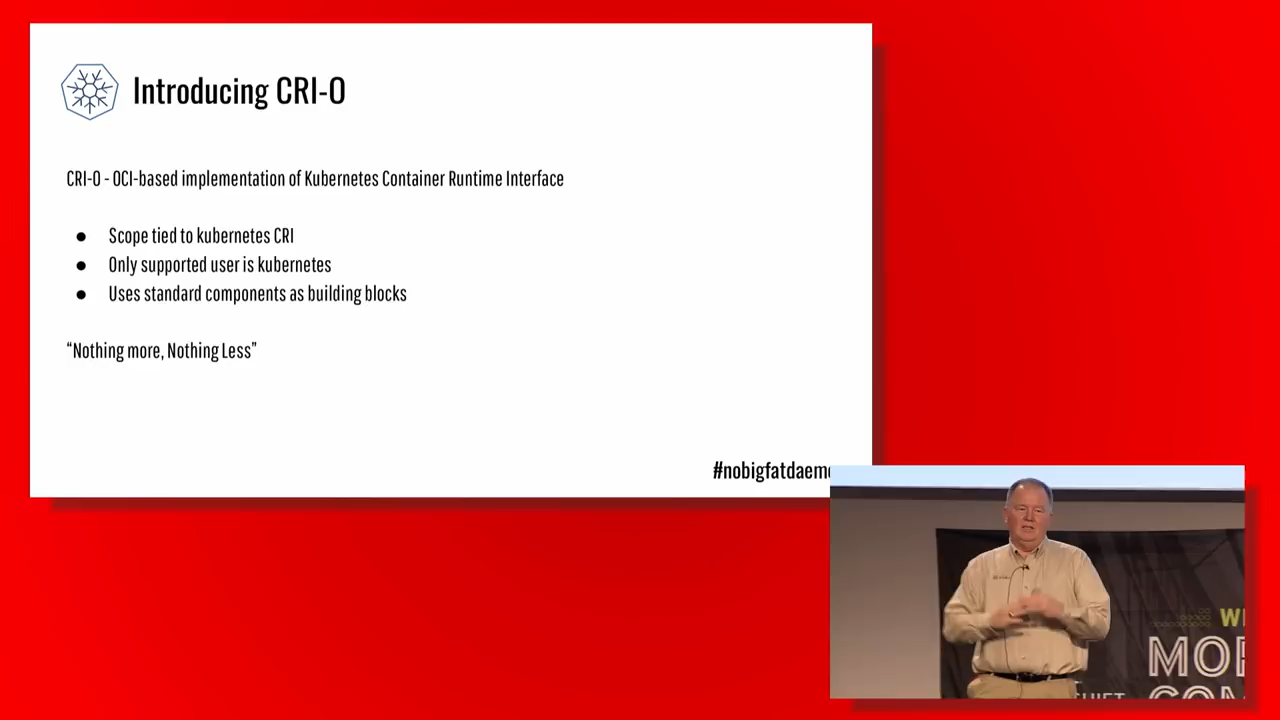 Introducing CRI-O
CRI-O - OCI-based implementation of Kubernetes Container Runtime Interface
● Scope tied to kubernetes CRI
● Only supported user is kubernetes
● Uses standard components as building blocks
“Nothing more, Nothing Less”
#nobigfatdaem